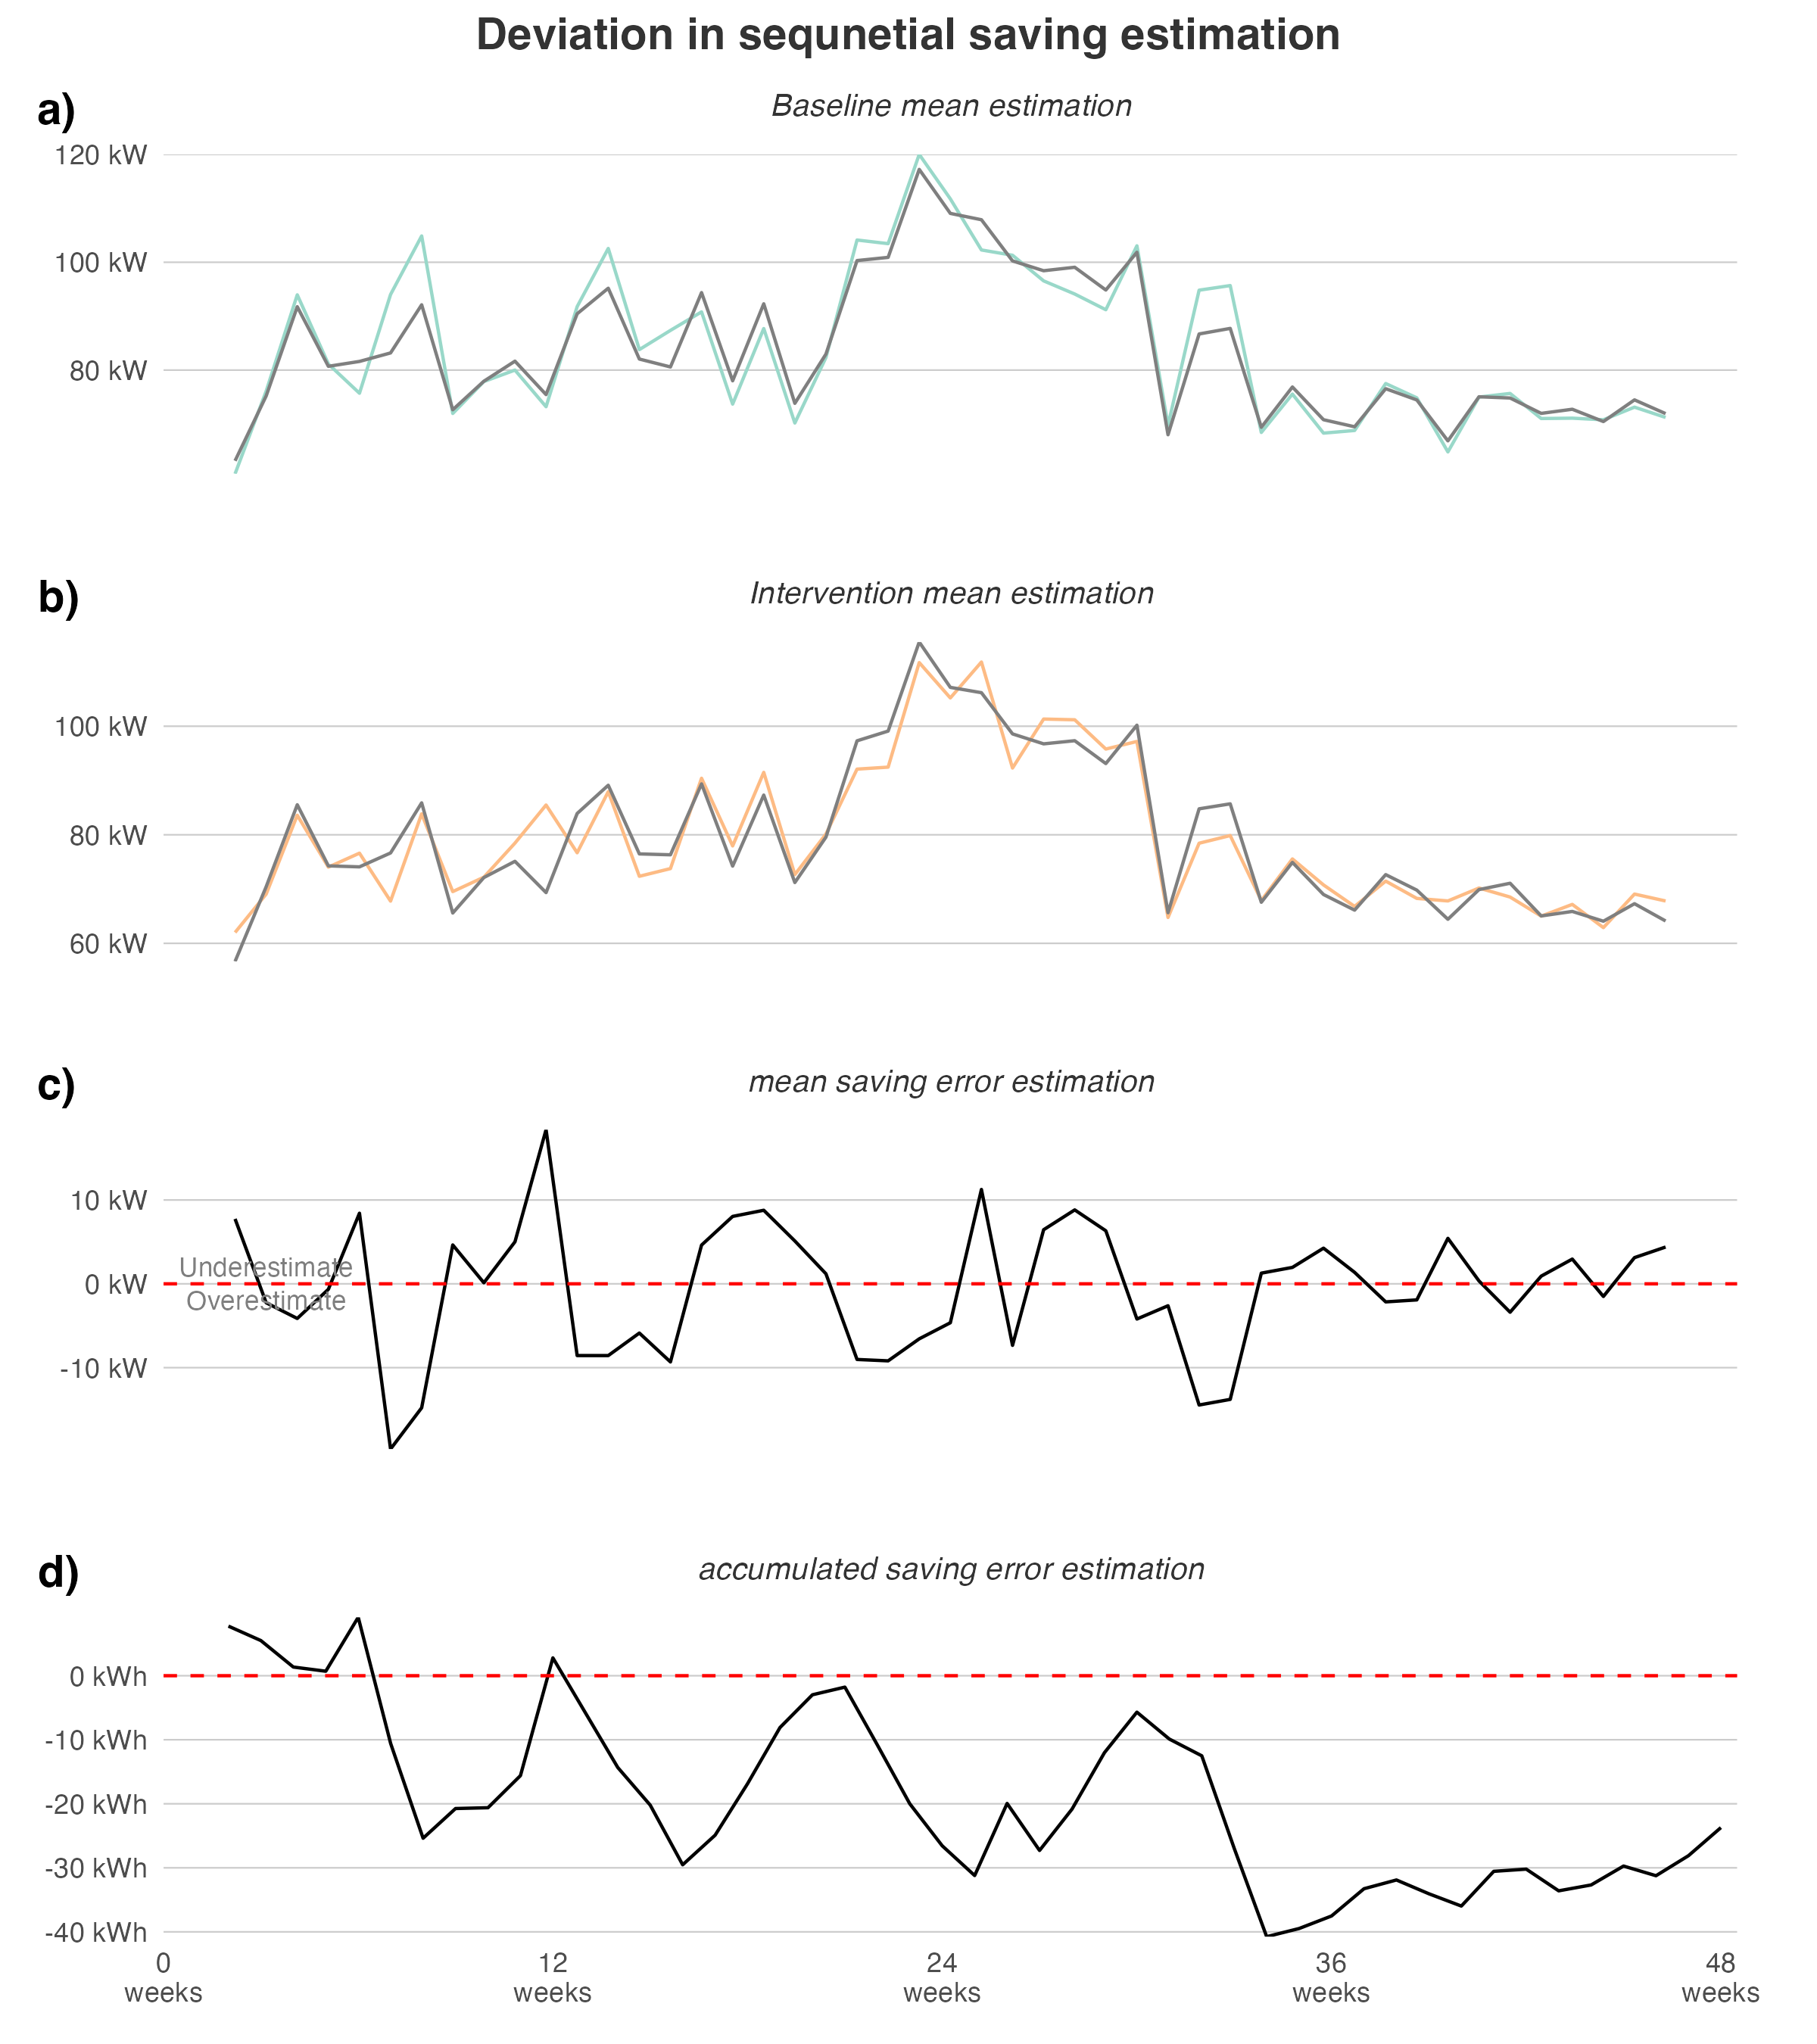 Deviation in sequnetial saving estimation
a)
Baseline mean estimation
120 kW
100 kW
80 kW
b)
Intervention mean estimation
100 kW
80 kW
60 kW
c)
mean saving error estimation
10 kW
Underestimate
0 kW
Overestimate
-10 kW
d)
accumulated saving error estimation
0 kWh
-10 kWh
-20 kWh
-30 kWh
-40 kWh
0 12 24 36 48
weeks weeks weeks weeks weeks